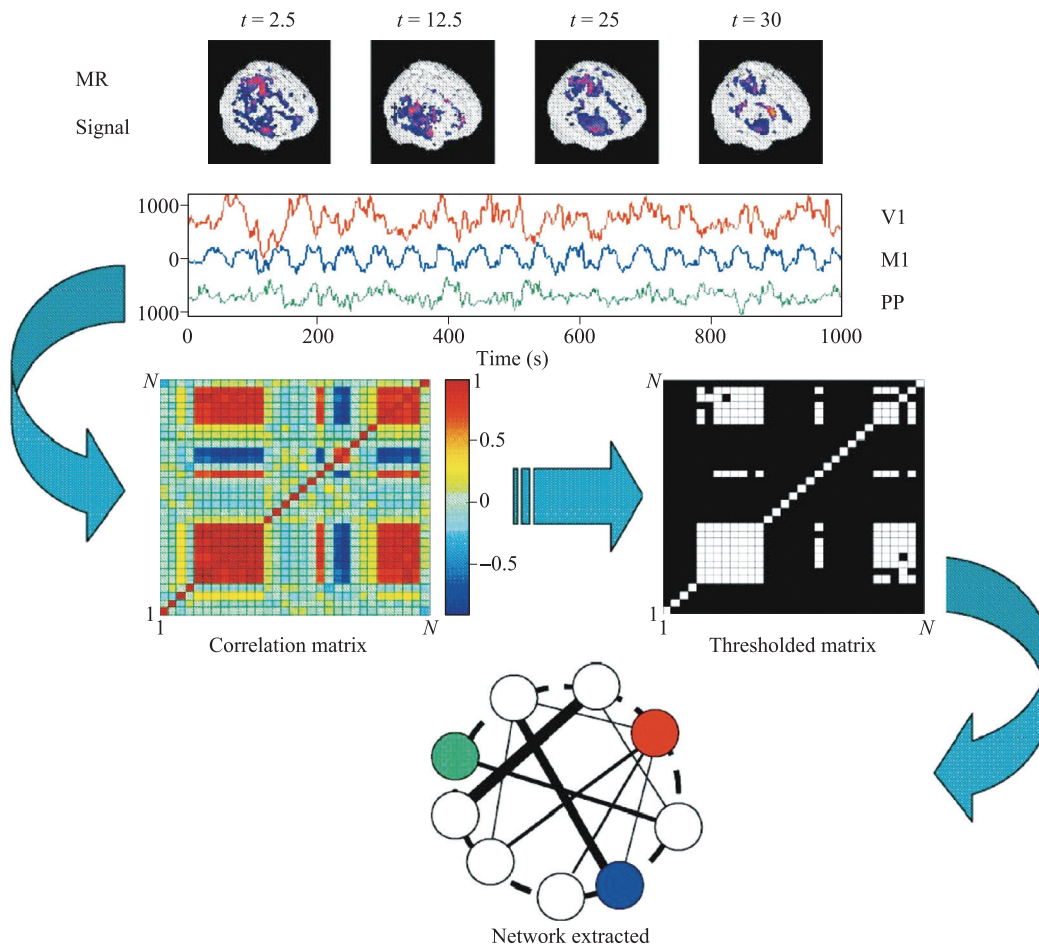 t = 2.5 t = 12.5 t = 25 t = 30
MR
Signal
1000 V1
0 M1
1000 PP
0 200 400 600 800 1000
Time (s)
N 1 N
0.5
0
−0.5
1 1
1 N 1 N
Correlation matrix Thresholded matrix
Network extracted